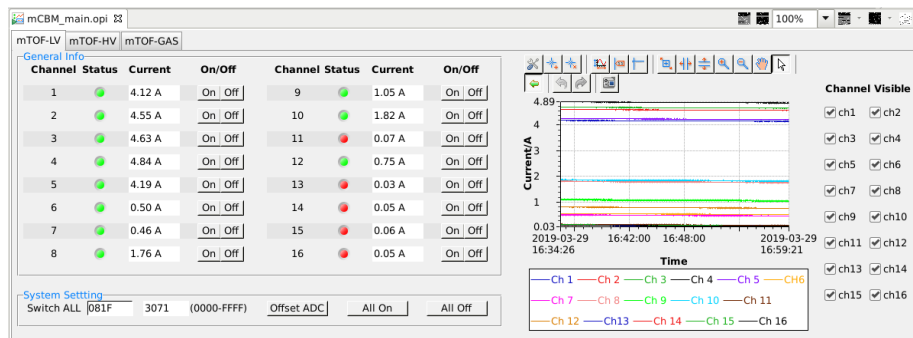 mCBM_main.opi
100%
mTOF-LV mTOF-HV mTOF-GAS
General Info
Channel Status Current On/Off Channel Status Current On/Off
1 4.12 A On Off 9 1.05 A On Off
2 4.55 A On Off 10 1.82 A On Off
3 4.63 A On Off 11 0.07 A On Off
4 4.84 A On Off 12 0.75 A On Off
5 4.19 A On Off 13 0.03 A On Off
6 0.50 A On Off 14 0.05 A On Off
7 0.46 A On Off 15 0.06 A On Off
8 1.76 A On Off 16 0.05 A On Off
System Settting
Switch ALL 081F 3071 (0000-FFFF) Offset ADC All On All Off
4.89
4
3
2
1
0.03
Current/A
2019-03-29 16:42:00 16:48:00 2019-03-29
16:34:26 16:59:21
Time
Ch 1 Ch 2 Ch 3 Ch 4 Ch 5 CH6
Ch 7 Ch 8 Ch 9 Ch 10 Ch 11
Ch 12 Ch13 Ch 14 Ch 15 Ch 16
Channel Visible
ch1 ch2
ch3 ch4
ch5 ch6
ch7 ch8
ch9 ch10
ch11 ch12
ch13 ch14
ch15 ch16